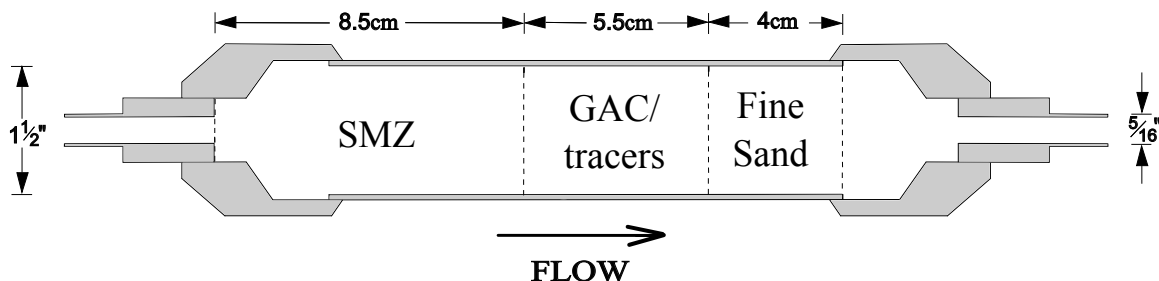 8.5cm
5.5cm
4cm
1½"
SMZ
GAC/
tracers
Fine
Sand
5/16"
FLOW